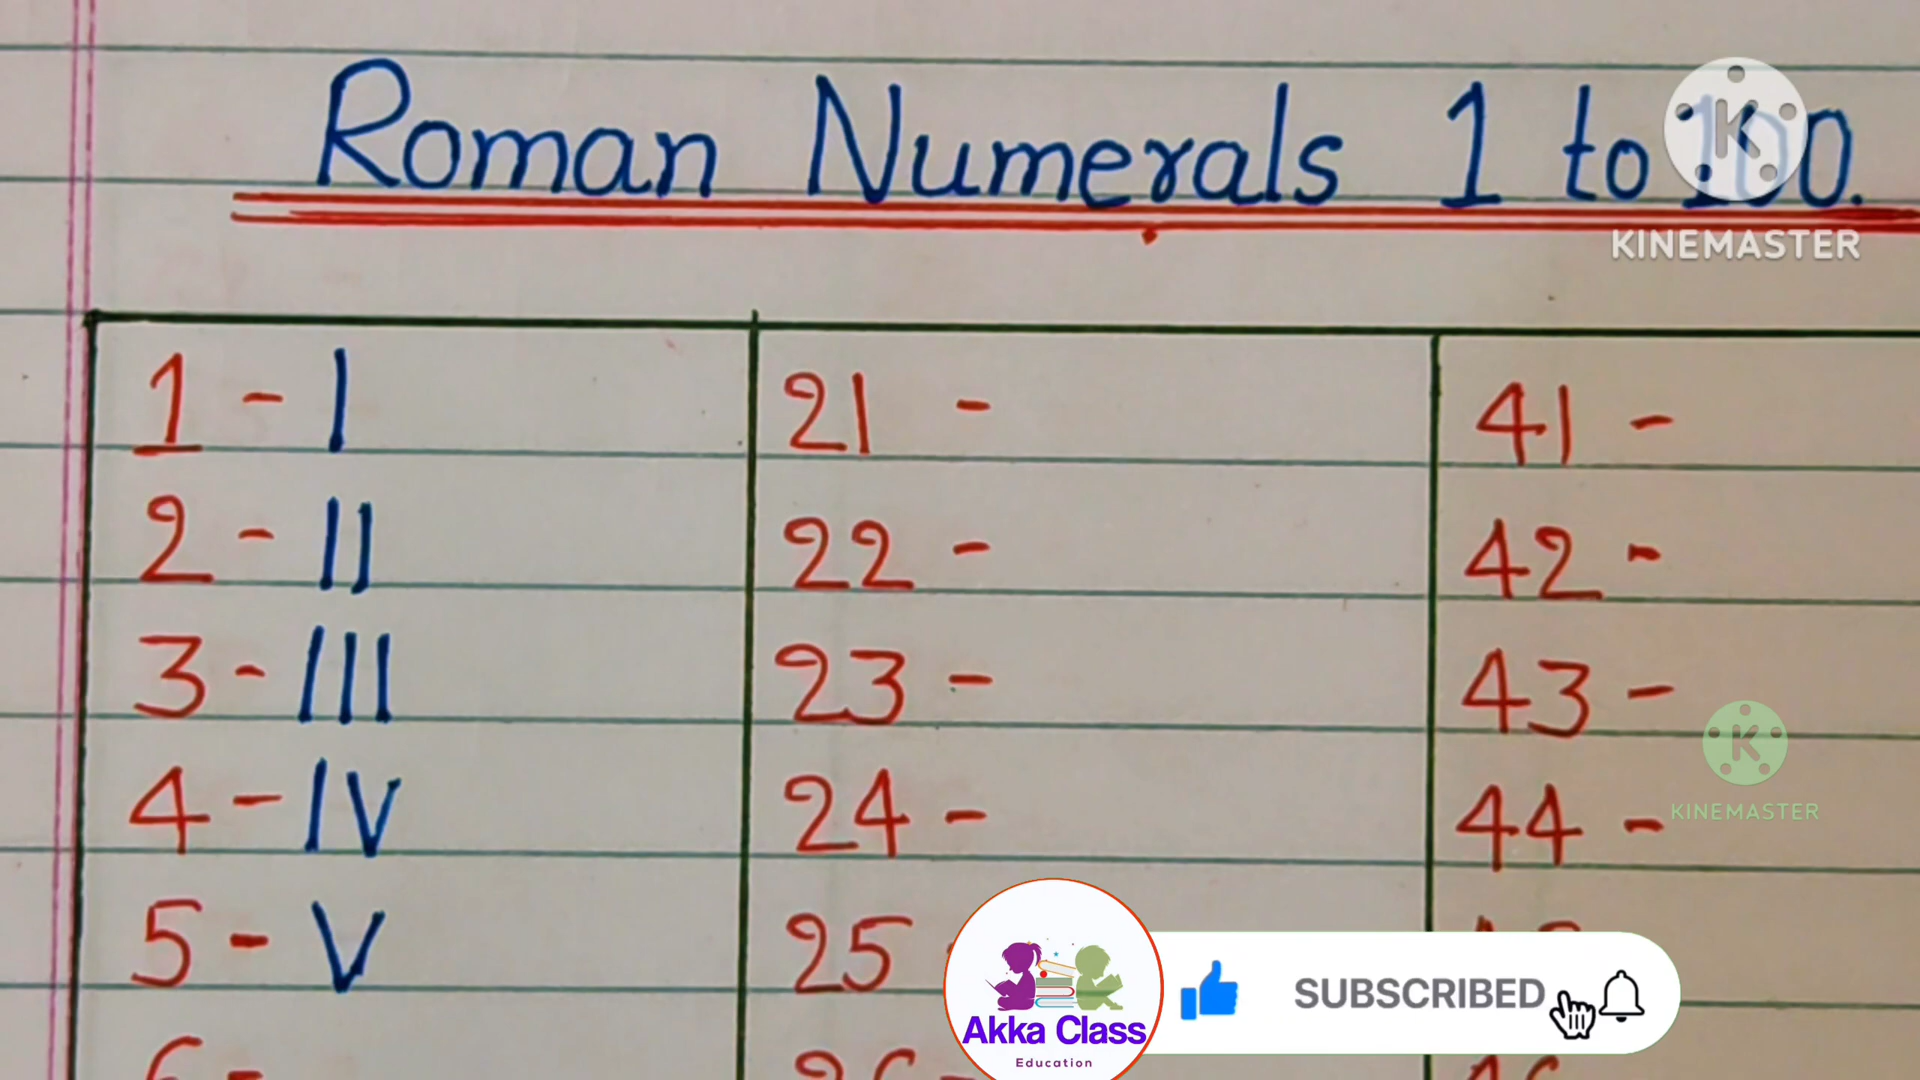 Roman Numerals 1 to 100.
KINEMASTER
1 - I
21 -
41 -
2 - II
22 -
42 -
3 - III
23 -
43 -
4 - IV
24 -
44 -
KINEMASTER
5 - V
25
SUBSCRIBED
Akka Class
Education